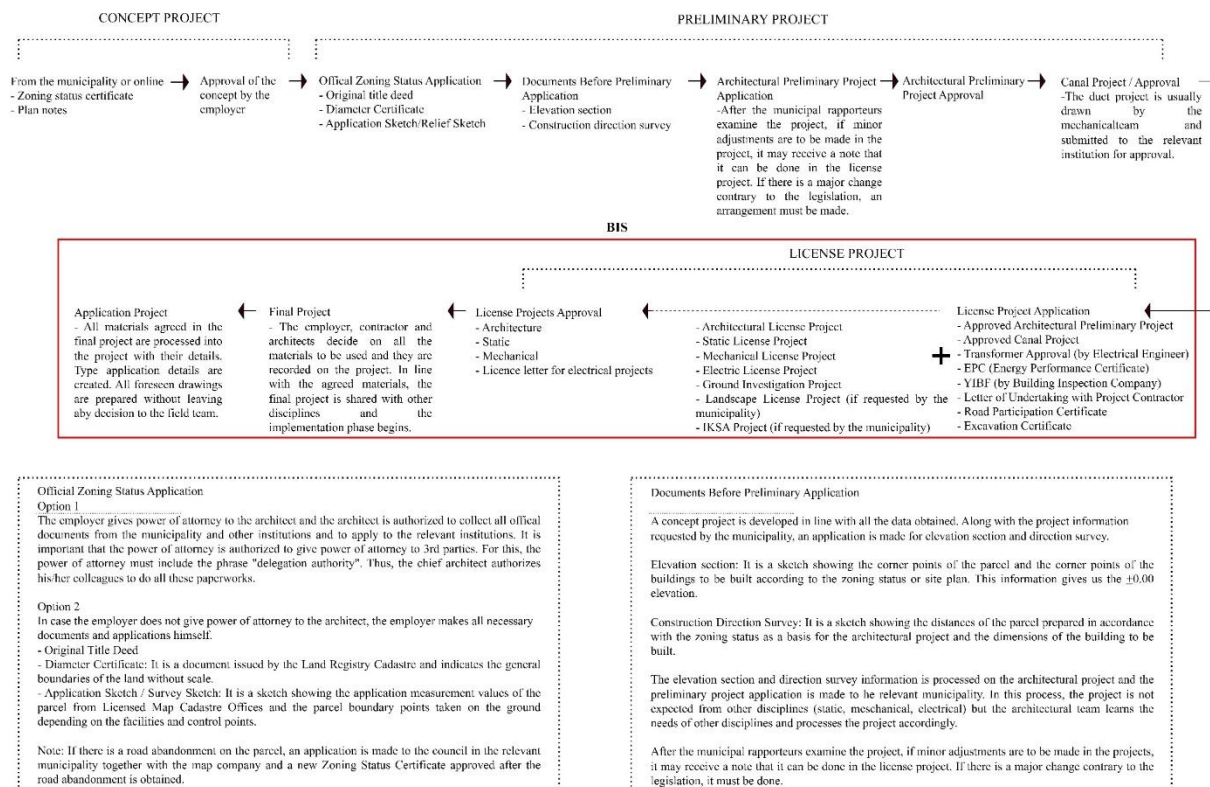 CONCEPT PROJECT
PRELIMINARY PROJECT
From the municipality or online
- Zoning status certificate
- Plan notes
Approval of the
concept by the
employer
Offical Zoning Status Application
- Original title deed
- Diameter Certificate
- Application Sketch/Relief Sketch
Documents Before Preliminary
Application
- Elevation section
- Construction direction survey
Architectural Preliminary Project
Application
-After the municipal rapporteurs
examine the project, if minor
adjustments are to be made in the
project, it may receive a note that
it can be done in the license
project. If there is a major change
contrary to the legislation, an
arrangement must be made.
Architectural Preliminary
Project Approval
Canal Project / Approval
-The duct project is usually
drawn by the
mechanicalteam and
submitted to the relevant
institution for approval.
BIS
LICENSE PROJECT
Application Project
- All materials agreed in the
final project are processed into
the project with their details.
Type application details are
created. All foreseen drawings
are prepared without leaving
aby decision to the field team.
Final Project
- The employer, contractor and
architects decide on all the
materials to be used and they are
recorded on the project. In line
with the agreed materials, the
final project is shared with other
disciplines and the
implementation phase begins.
License Projects Approval
- Architecture
- Static
- Mechanical
- Licence letter for electrical projects
- Architectural License Project
- Static License Project
- Mechanical License Project
- Electric License Project
- Ground Investigation Project
- Landscape License Project (if requested by the
municipality)
- IKSA Project (if requested by the municipality)
+
License Project Application
- Approved Architectural Preliminary Project
- Approved Canal Project
- Transformer Approval (by Electrical Engineer)
- EPC (Energy Performance Certificate)
- YIBF (by Building Inspection Company)
- Letter of Undertaking with Project Contractor
- Road Participation Certificate
- Excavation Certificate
Official Zoning Status Application
Option 1
The employer gives power of attorney to the architect and the architect is authorized to collect all offical
documents from the municipality and other institutions and to apply to the relevant institutions. It is
important that the power of attorney is authorized to give power of attorney to 3rd parties. For this, the
power of attorney must include the phrase "delegation authority". Thus, the chief architect authorizes
his/her colleagues to do all these paperworks.
Option 2
In case the employer does not give power of attorney to the architect, the employer makes all necessary
documents and applications himself.
- Original Title Deed
- Diameter Certificate: It is a document issued by the Land Registry Cadastre and indicates the general
boundaries of the land without scale.
- Application Sketch / Survey Sketch: It is a sketch showing the application measurement values of the
parcel from Licensed Map Cadastre Offices and the parcel boundary points taken on the ground
depending on the facilities and control points.
Note: If there is a road abandonment on the parcel, an application is made to the council in the relevant
municipality together with the map company and a new Zoning Status Certificate approved after the
road abandonment is obtained.
Documents Before Preliminary Application
A concept project is developed in line with all the data obtained. Along with the project information
requested by the municipality, an application is made for elevation section and direction survey.
Elevation section: It is a sketch showing the corner points of the parcel and the corner points of the
buildings to be built according to the zoning status or site plan. This information gives us the ±0.00
elevation.
Construction Direction Survey: It is a sketch showing the distances of the parcel prepared in accordance
with the zoning status as a basis for the architectural project and the dimensions of the building to be
built.
The elevation section and direction survey information is processed on the architectural project and the
preliminary project application is made to he relevant municipality. In this process, the project is not
expected from other disciplines (static, meschanical, electrical) but the architectural team learns the
needs of other disciplines and processes the project accordingly.
After the municipal rapporteurs examine the project, if minor adjustments are to be made in the projects,
it may receive a note that it can be done in the license project. If there is a major change contrary to the
legislation, it must be done.